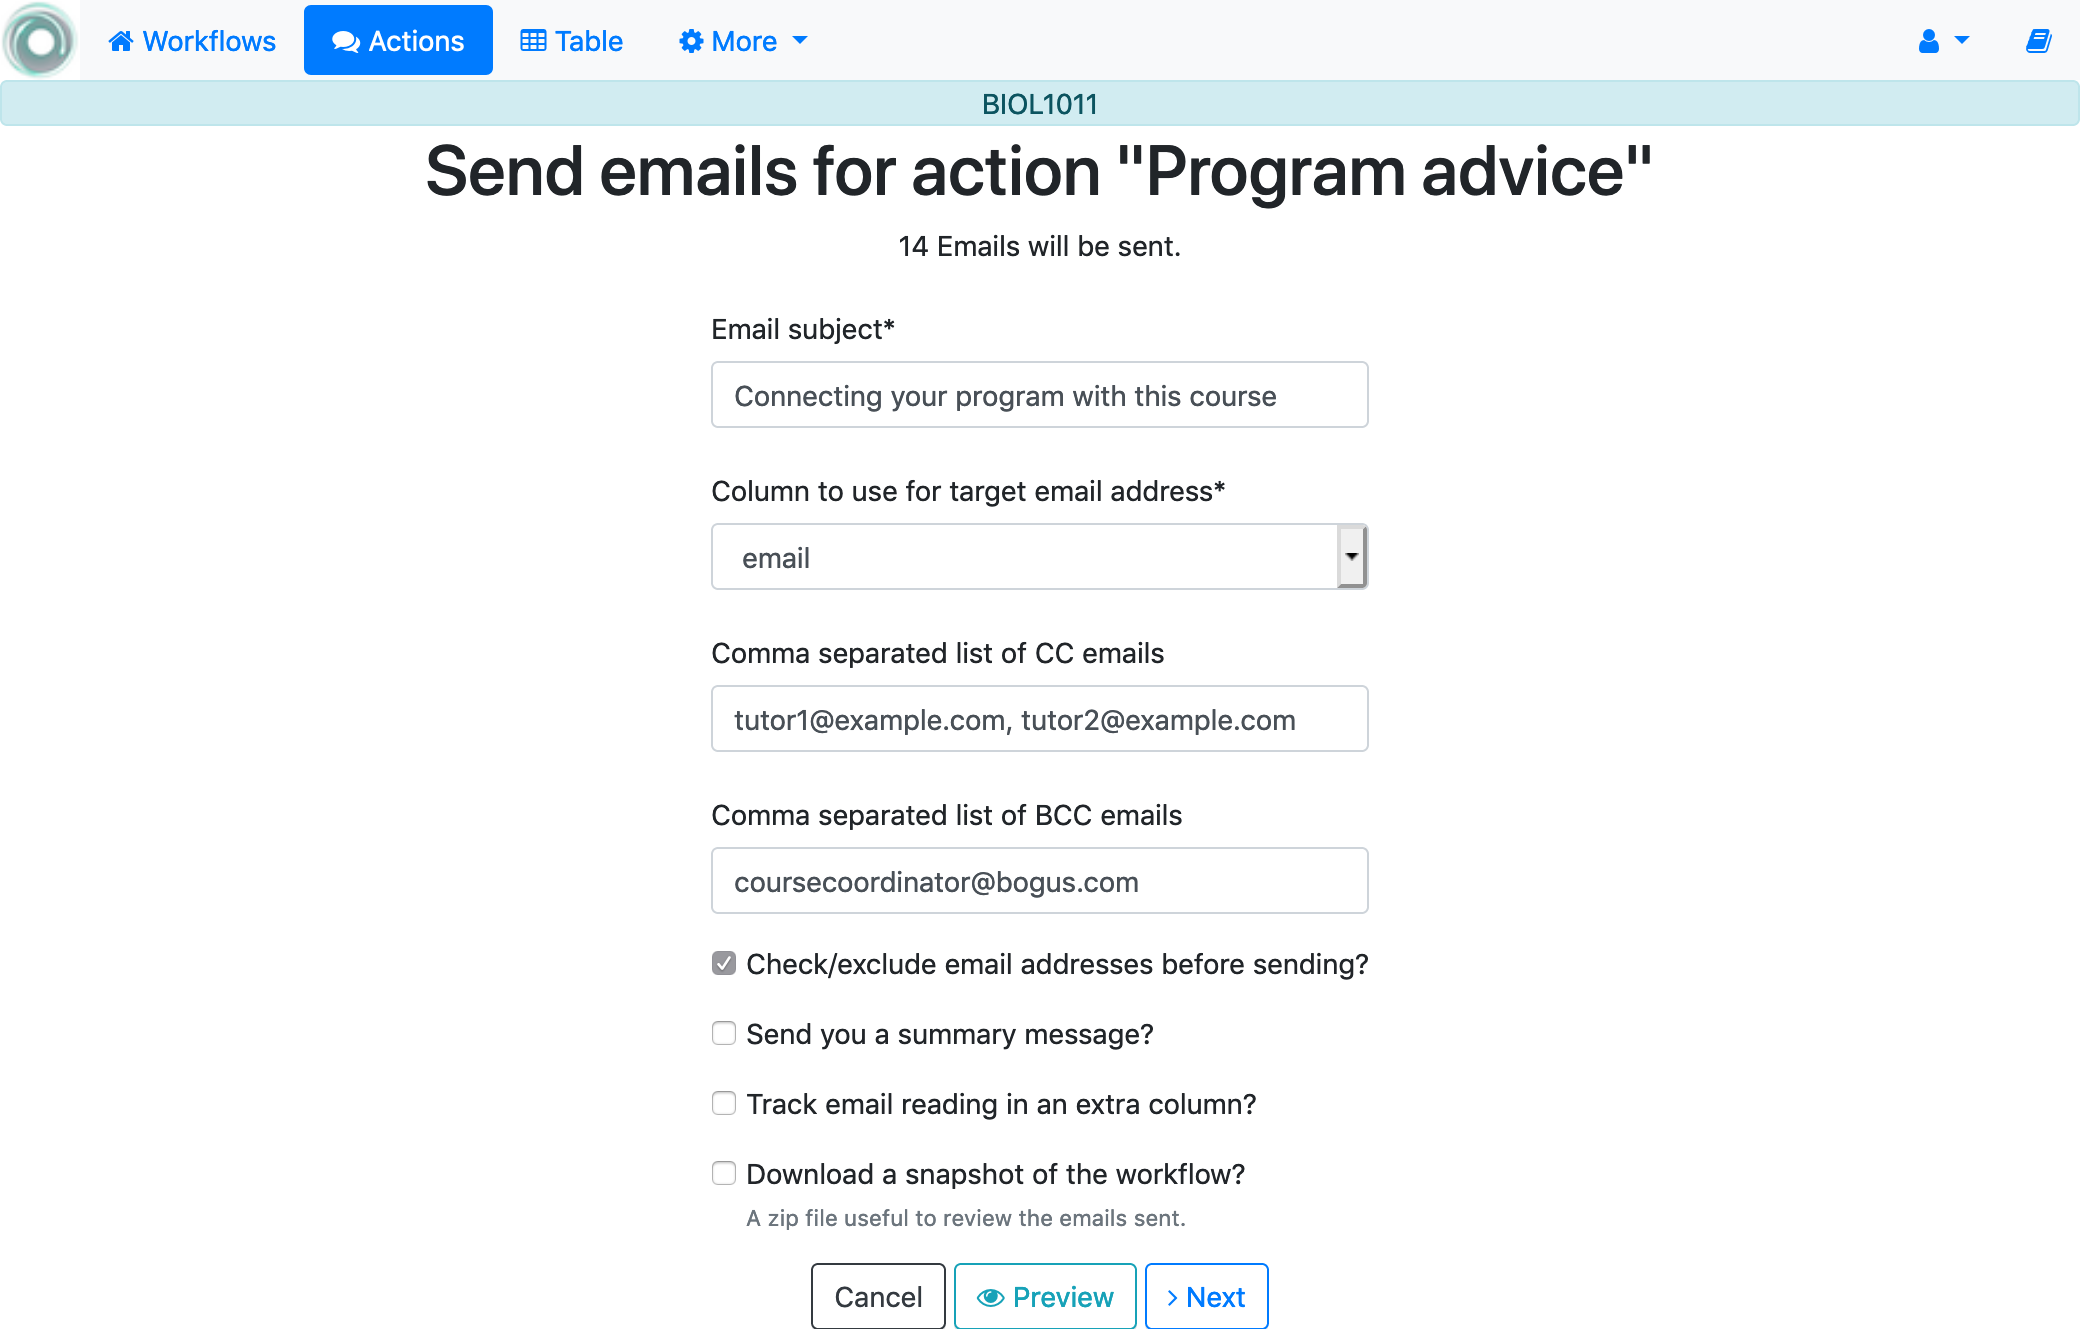 Workflows Actions Table More
BIOL1011
Send emails for action "Program advice"
14 Emails will be sent.
Email subject*
Connecting your program with this course
Column to use for target email address*
email
Comma separated list of CC emails
tutor1@example.com, tutor2@example.com
Comma separated list of BCC emails
coursecoordinator@bogus.com
Check/exclude email addresses before sending?
Send you a summary message?
Track email reading in an extra column?
Download a snapshot of the workflow?
A zip file useful to review the emails sent.
Cancel Preview Next